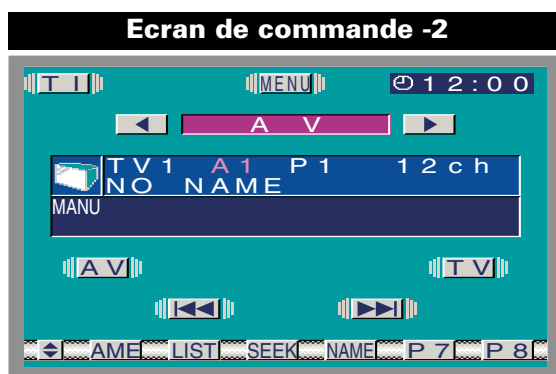 Ecran de commande -2
TI MENU 12:00
AV
TV1 A1 P1 12ch
NO NAME
MANU
AV TV
AME LIST SEEK NAME P7 P8